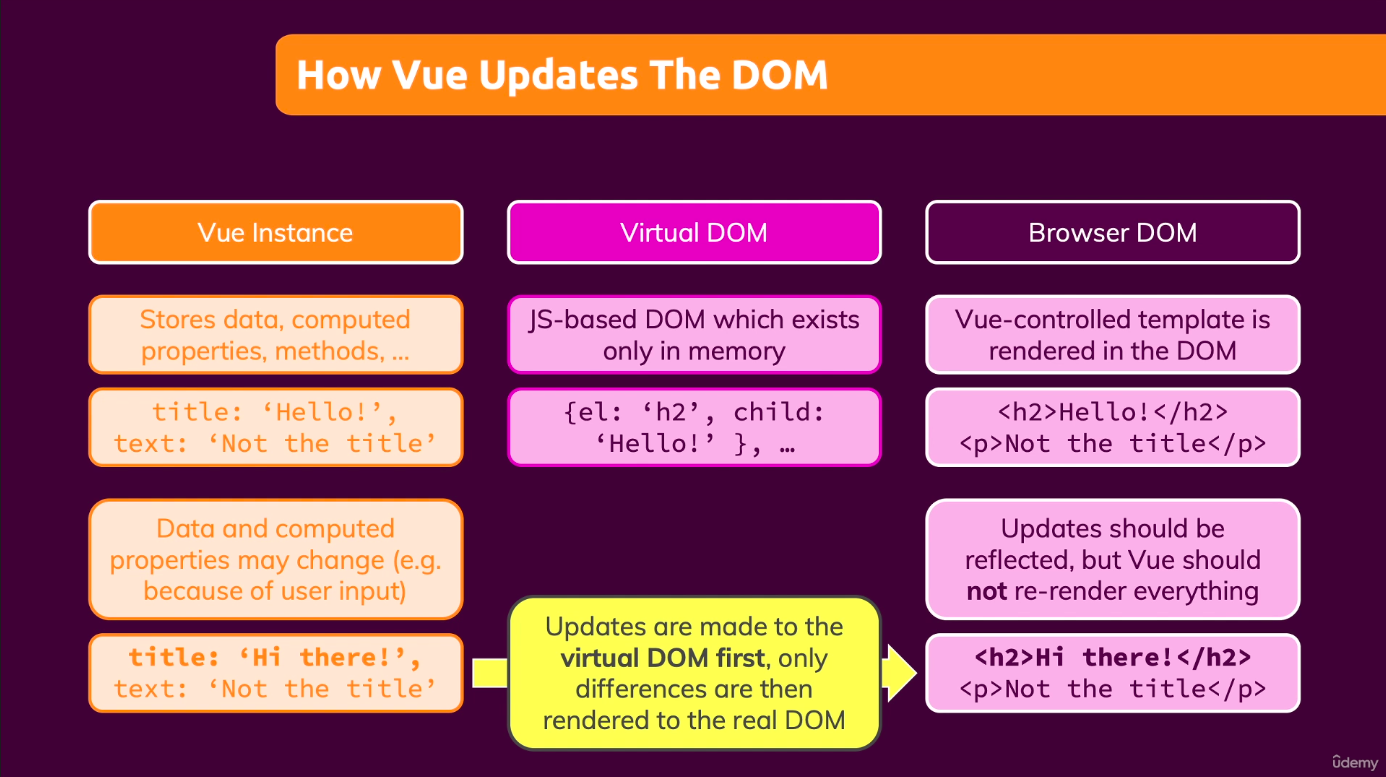 How Vue Updates The DOM
Vue Instance
Stores data, computed
properties, methods, ...
title: ‘Hello!’,
text: ‘Not the title’
Data and computed
properties may change (e.g.
because of user input)
title: ‘Hi there!’,
text: ‘Not the title’
Virtual DOM
JS-based DOM which exists
only in memory
{el: ‘h2’, child:
‘Hello!’ }, …
Updates are made to the
virtual DOM first, only
differences are then
rendered to the real DOM
Browser DOM
Vue-controlled template is
rendered in the DOM
<h2>Hello!</h2>
<p>Not the title</p>
Updates should be
reflected, but Vue should
not re-render everything
<h2>Hi there!</h2>
<p>Not the title</p>
ûdemy